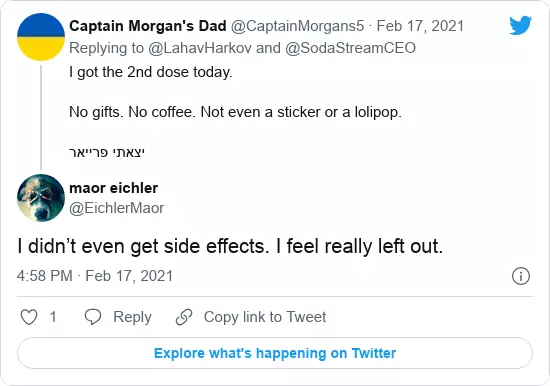 Captain Morgan's Dad @CaptainMorgans5 · Feb 17, 2021
Replying to @LahavHarkov and @SodaStreamCEO
I got the 2nd dose today.
No gifts. No coffee. Not even a sticker or a lolipop.
יצאתי פרייאר
maor eichler
@EichlerMaor
I didn’t even get side effects. I feel really left out.
4:58 PM · Feb 17, 2021
1 Reply Copy link to Tweet
Explore what's happening on Twitter